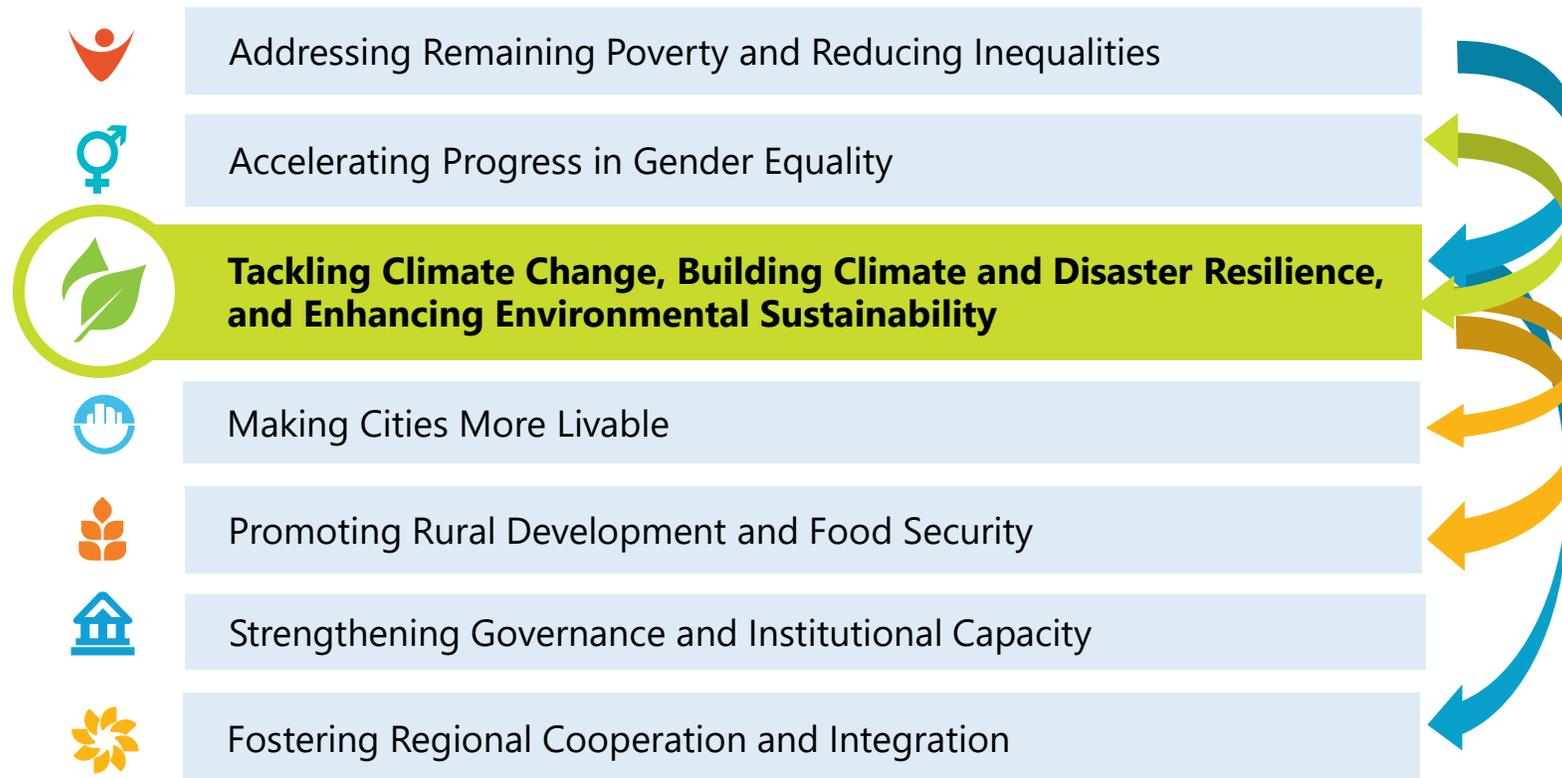 Addressing Remaining Poverty and Reducing Inequalities
Accelerating Progress in Gender Equality
Tackling Climate Change, Building Climate and Disaster Resilience,
and Enhancing Environmental Sustainability
Making Cities More Livable
Promoting Rural Development and Food Security
Strengthening Governance and Institutional Capacity
Fostering Regional Cooperation and Integration